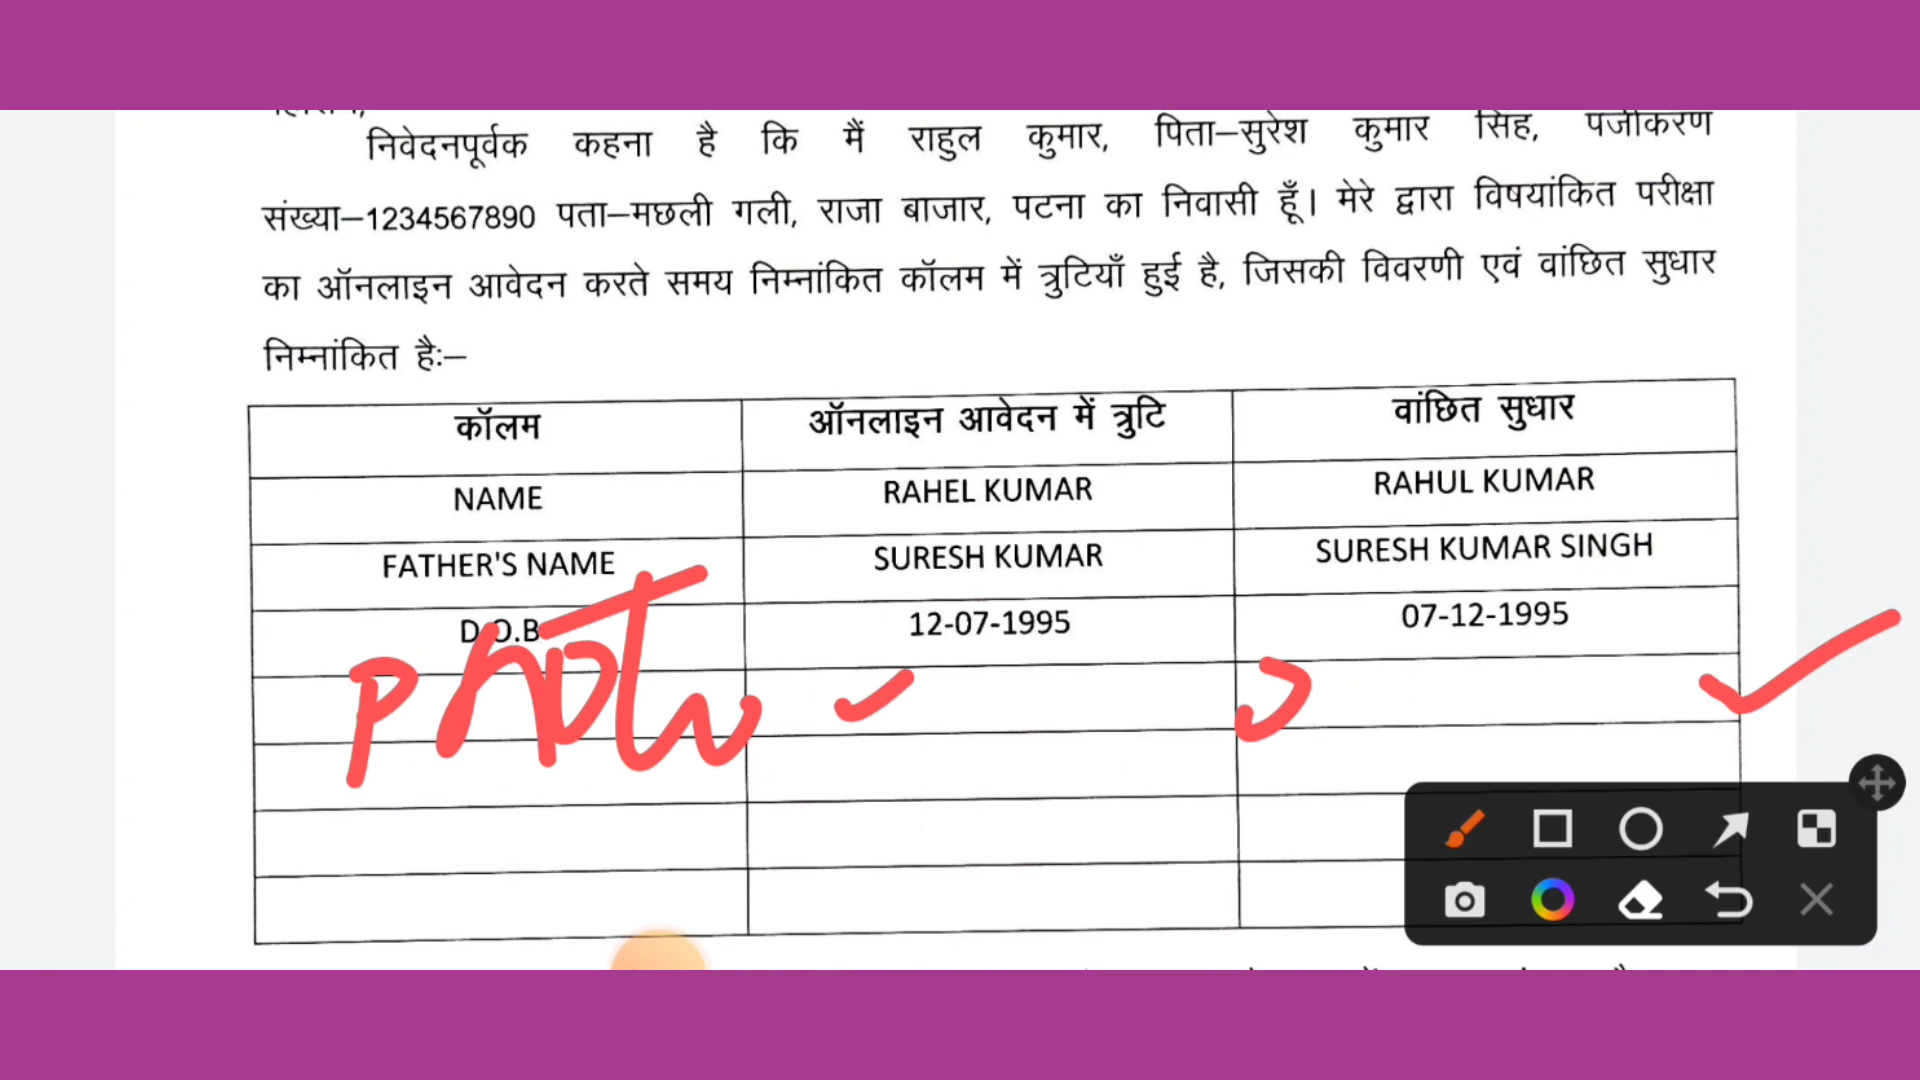 निवेदनपूर्वक कहना है कि मैं राहुल कुमार, पिता–सुरेश कुमार सिंह, पंजीकरण
संख्या–1234567890 पता–मछली गली, राजा बाजार, पटना का निवासी हूँ। मेरे द्वारा विषयांकित परीक्षा
का ऑनलाइन आवेदन करते समय निम्नांकित कॉलम में त्रुटियाँ हुई है, जिसकी विवरणी एवं वांछित सुधार
निम्नांकित है:–
कॉलम ऑनलाइन आवेदन में त्रुटि वांछित सुधार
NAME RAHEL KUMAR RAHUL KUMAR
FATHER'S NAME SURESH KUMAR SURESH KUMAR SINGH
D.O.B 12-07-1995 07-12-1995